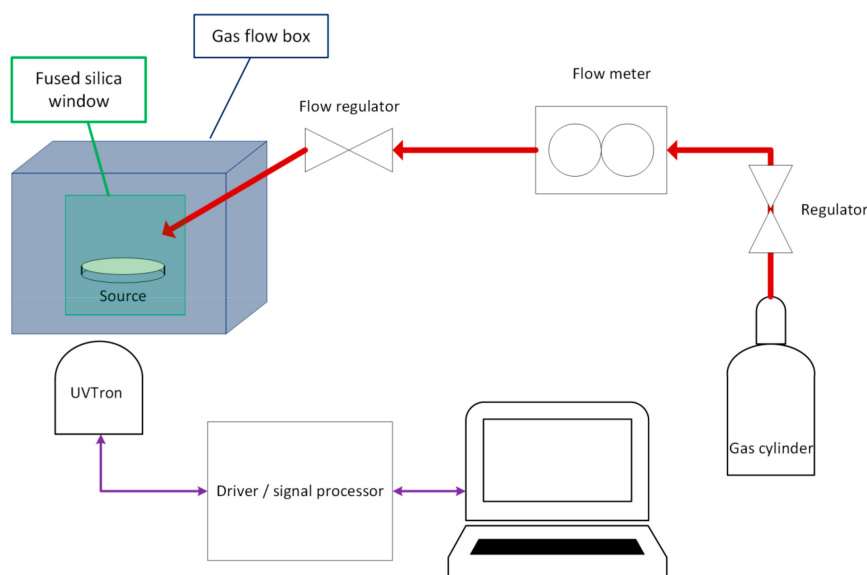 Gas flow box
Fused silica
window
Flow meter
Flow regulator
Regulator
Source
UVTron
Gas cylinder
Driver / signal processor